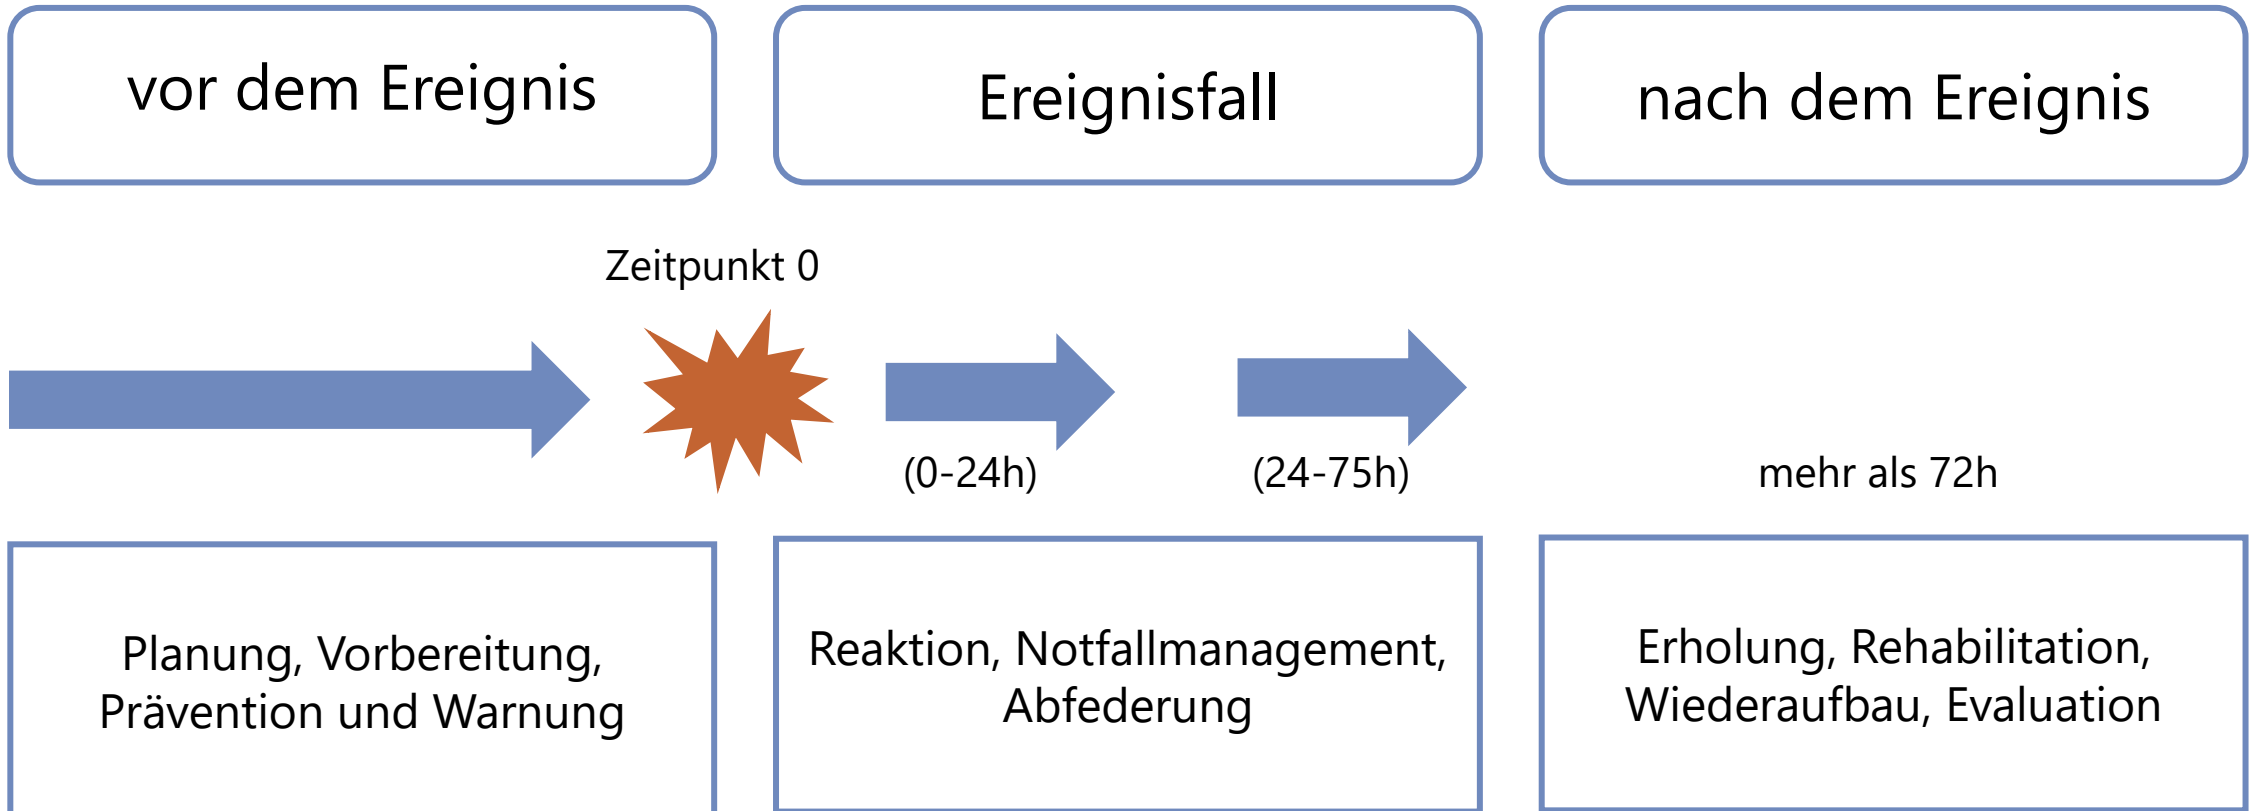 vor dem Ereignis
Ereignisfall
nach dem Ereignis
Zeitpunkt 0
(0-24h)
(24-75h)
mehr als 72h
Planung, Vorbereitung,
Prävention und Warnung
Reaktion, Notfallmanagement,
Abfederung
Erholung, Rehabilitation,
Wiederaufbau, Evaluation